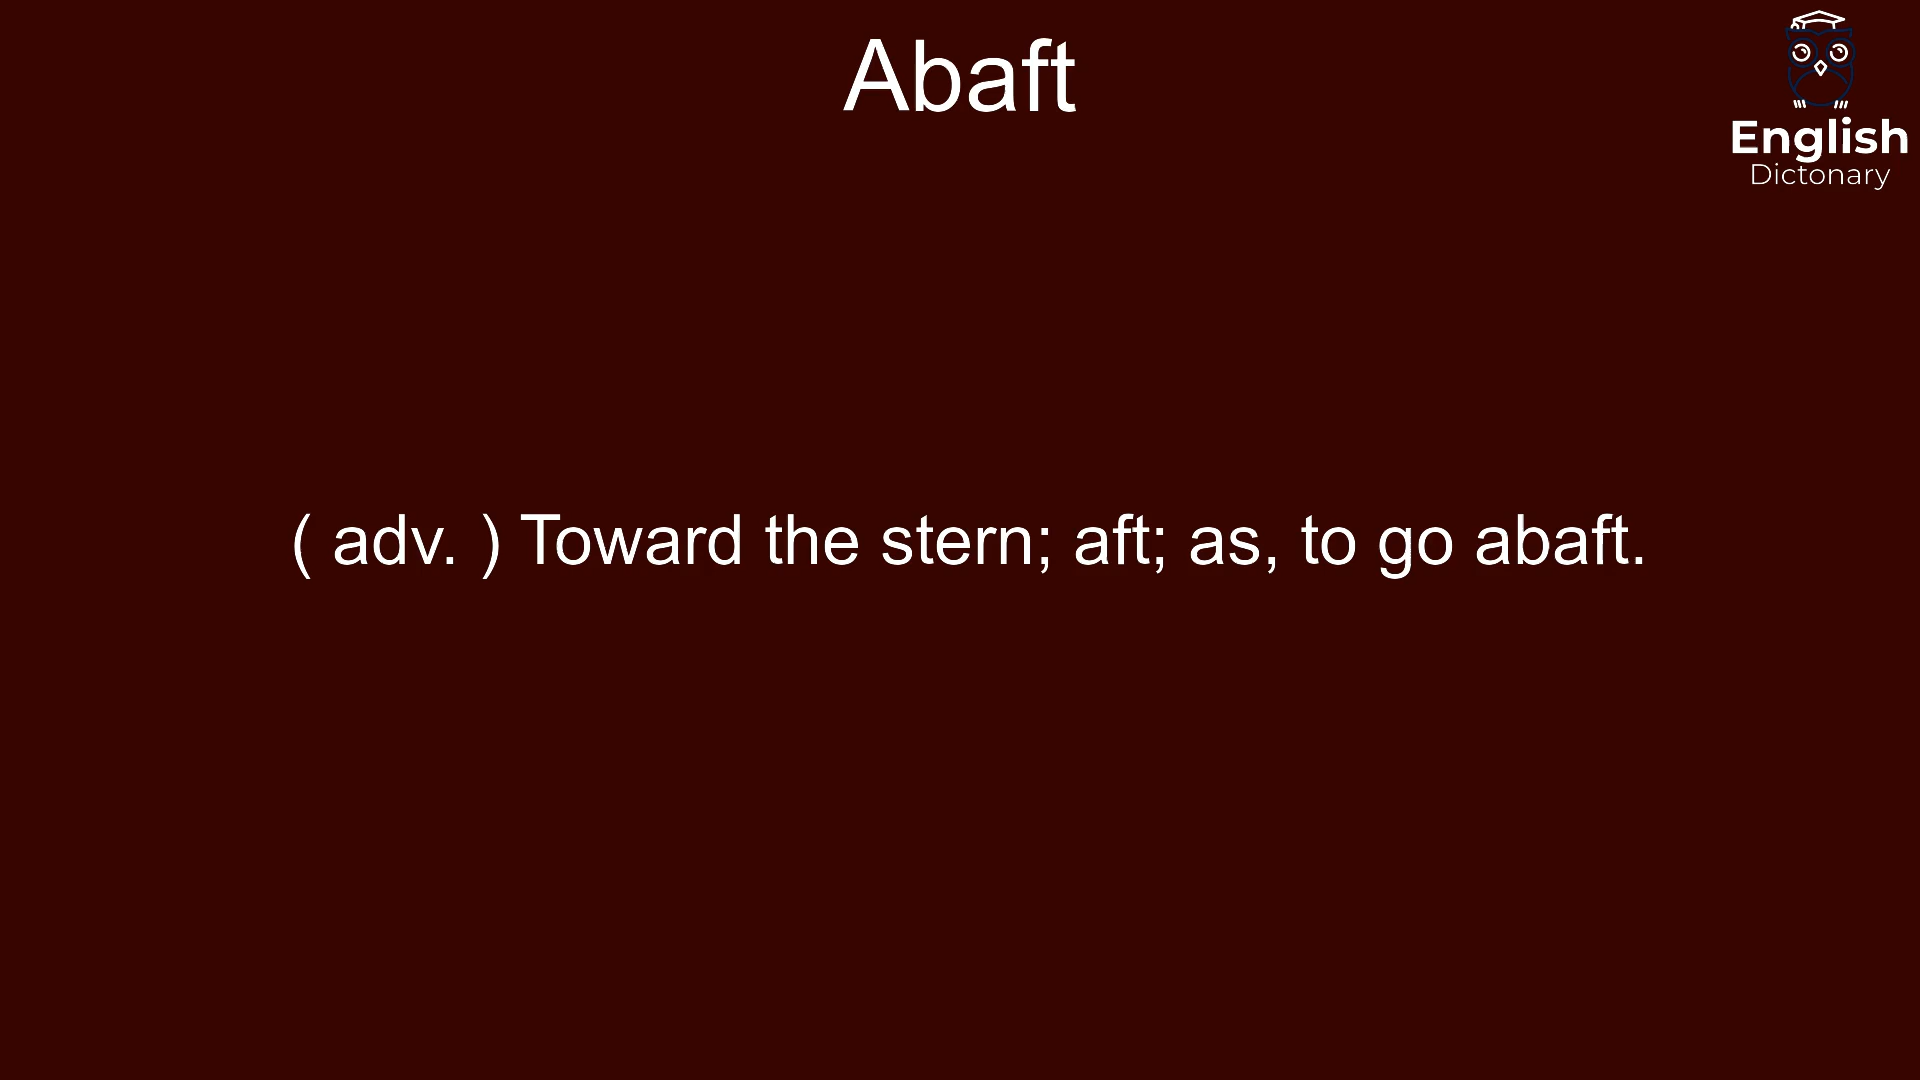 Abaft
English
Dictonary
( adv. ) Toward the stern; aft; as, to go abaft.